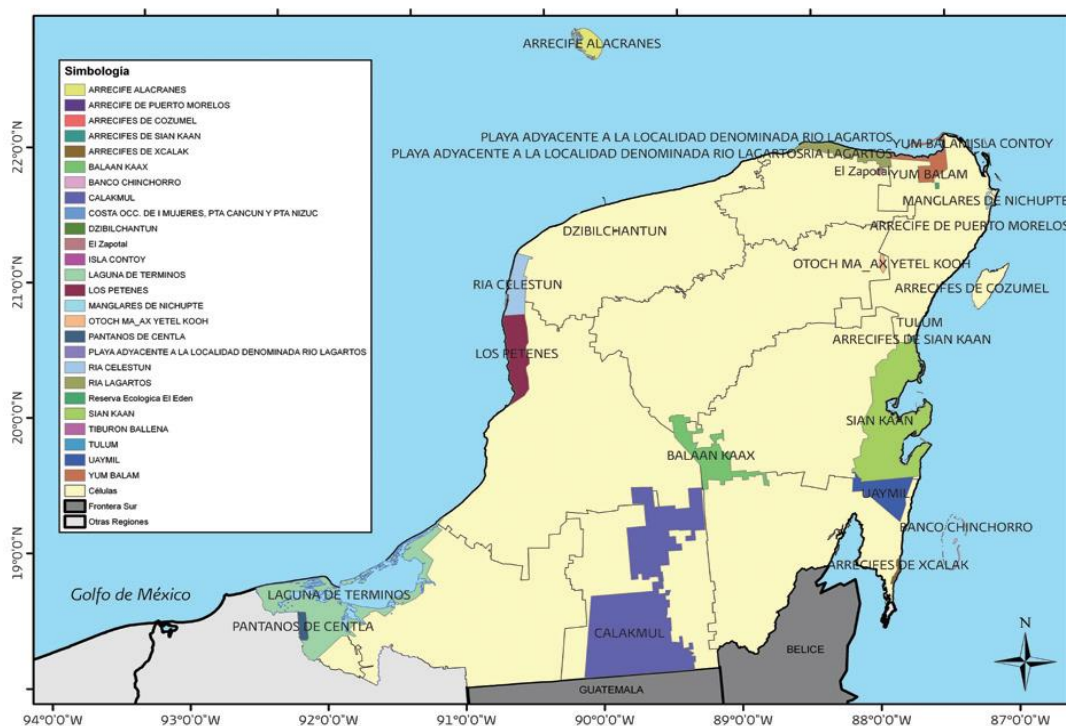 ARRECIFE ALACRANES
Simbología
ARRECIFE ALACRANES
ARRECIFE DE PUERTO MORELOS
ARRECIFES DE COZUMEL
ARRECIFES DE SIAN KAAN
ARRECIFES DE XCALAK
BALAAN KAAX
BANCO CHINCHORRO
CALAKMUL
COSTA OCC. DE I MUJERES, PTA CANCUN Y PTA NIZUC
DZIBILCHANTUN
El Zapotal
ISLA CONTOY
LAGUNA DE TERMINOS
LOS PETENES
MANGLARES DE NICHUPTE
OTOCH MA_AX YETEL KOOH
PANTANOS DE CENTLA
PLAYA ADYACENTE A LA LOCALIDAD DENOMINADA RIO LAGARTOS
RIA CELESTUN
RIA LAGARTOS
Reserva Ecologica El Eden
SIAN KAAN
TIBURON BALLENA
TULUM
UAYMIL
YUM BALAM
Células
Frontera Sur
Otras Regiones
PLAYA ADYACENTE A LA LOCALIDAD DENOMINADA RIO LAGARTOS
YUM BALAM
ISLA CONTOY
PLAYA ADYACENTE A LA LOCALIDAD DENOMINADA RIO LAGARTOS
RIA LAGARTOS
El Zapotal
YUM BALAM
MANGLARES DE NICHUPTE
ARRECIFE DE PUERTO MORELOS
DZIBILCHANTUN
OTOCH MA_AX YETEL KOOH
RIA CELESTUN
ARRECIFES DE COZUMEL
TULUM
ARRECIFES DE SIAN KAAN
LOS PETENES
SIAN KAAN
BALAAN KAAX
UAYMIL
BANCO CHINCHORRO
ARRECIFES DE XCALAK
Golfo de México
LAGUNA DE TERMINOS
PANTANOS DE CENTLA
CALAKMUL
BELICE
GUATEMALA
N
22°0'0"N
21°0'0"N
20°0'0"N
19°0'0"N
94°0'0"W
93°0'0"W
92°0'0"W
91°0'0"W
90°0'0"W
89°0'0"W
88°0'0"W
87°0'0"W